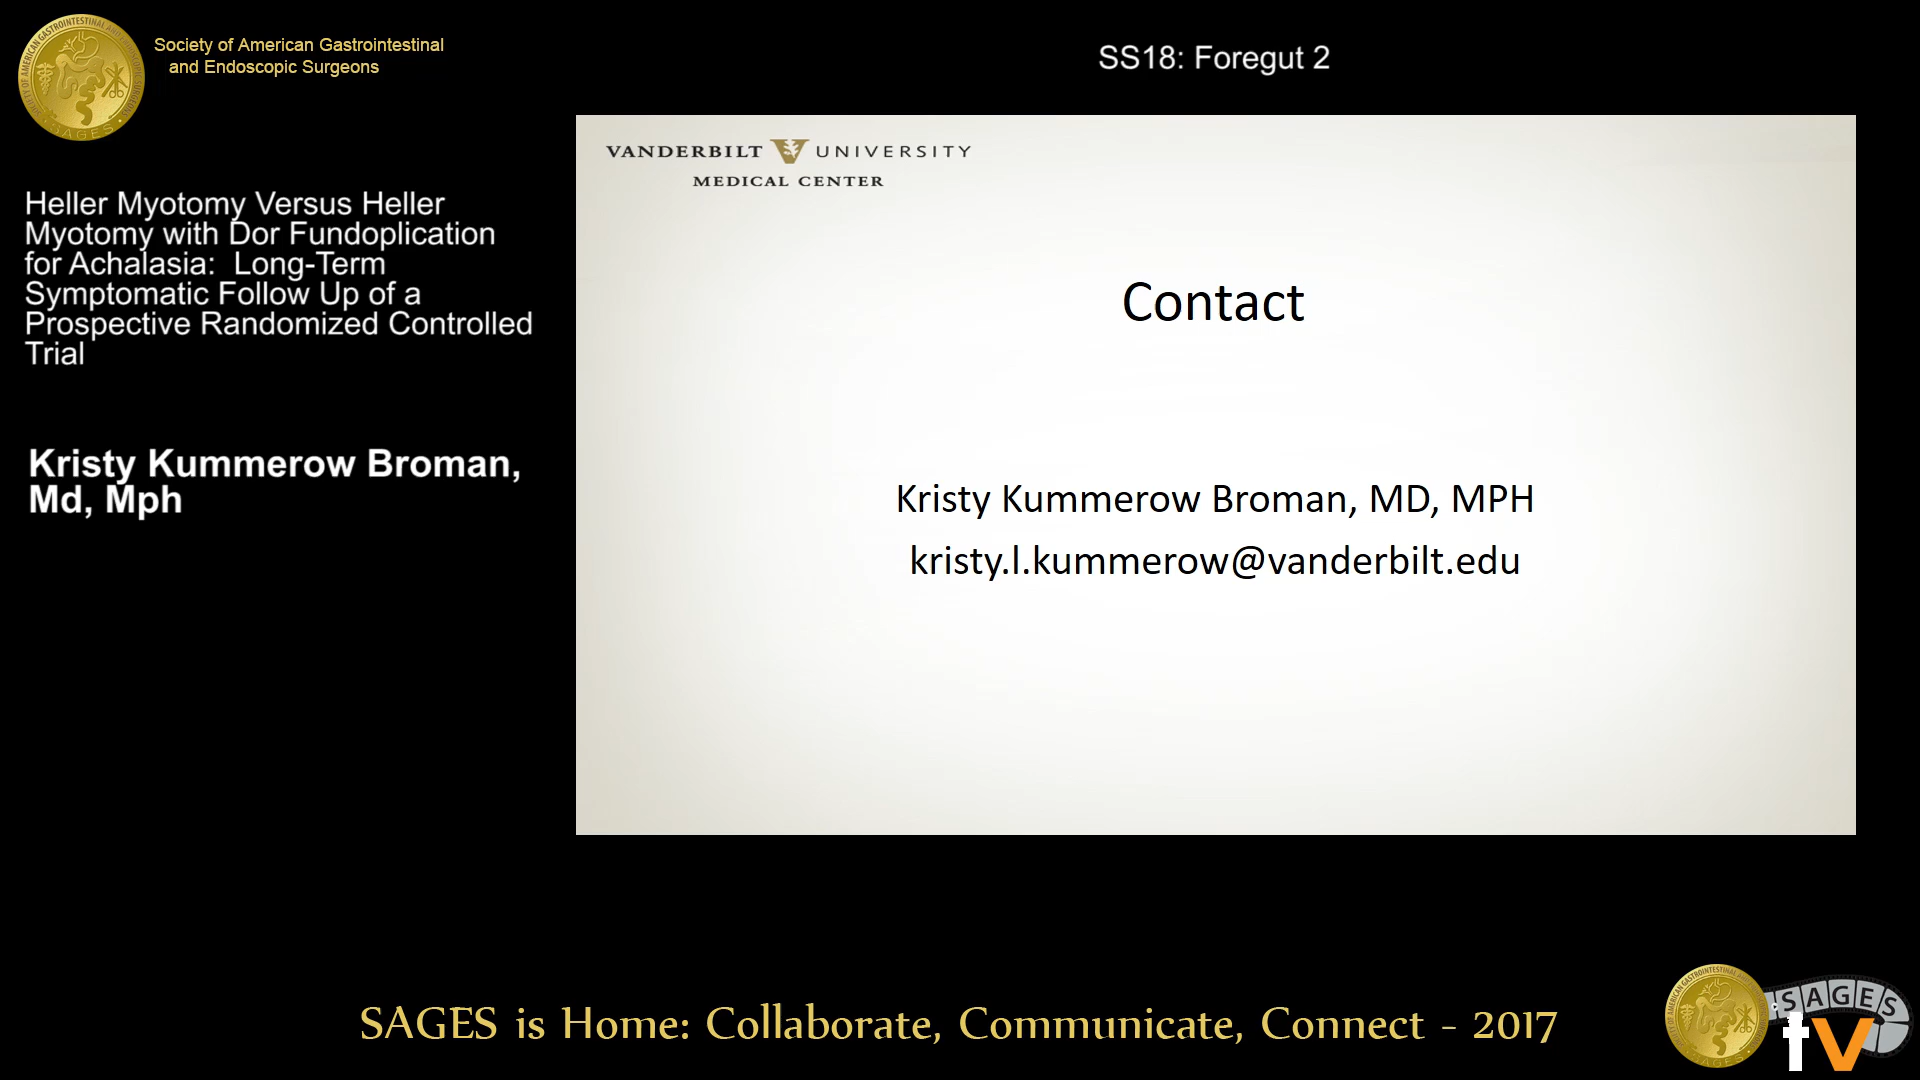 Society of American Gastrointestinal
and Endoscopic Surgeons
SS18: Foregut 2
Heller Myotomy Versus Heller
Myotomy with Dor Fundoplication
for Achalasia:  Long-Term
Symptomatic Follow Up of a
Prospective Randomized Controlled
Trial
Kristy Kummerow Broman,
Md, Mph
VANDERBILT V UNIVERSITY
MEDICAL CENTER
Contact
Kristy Kummerow Broman, MD, MPH
kristy.l.kummerow@vanderbilt.edu
SAGES is Home: Collaborate, Communicate, Connect - 2017
SAGES
tv
SAGES